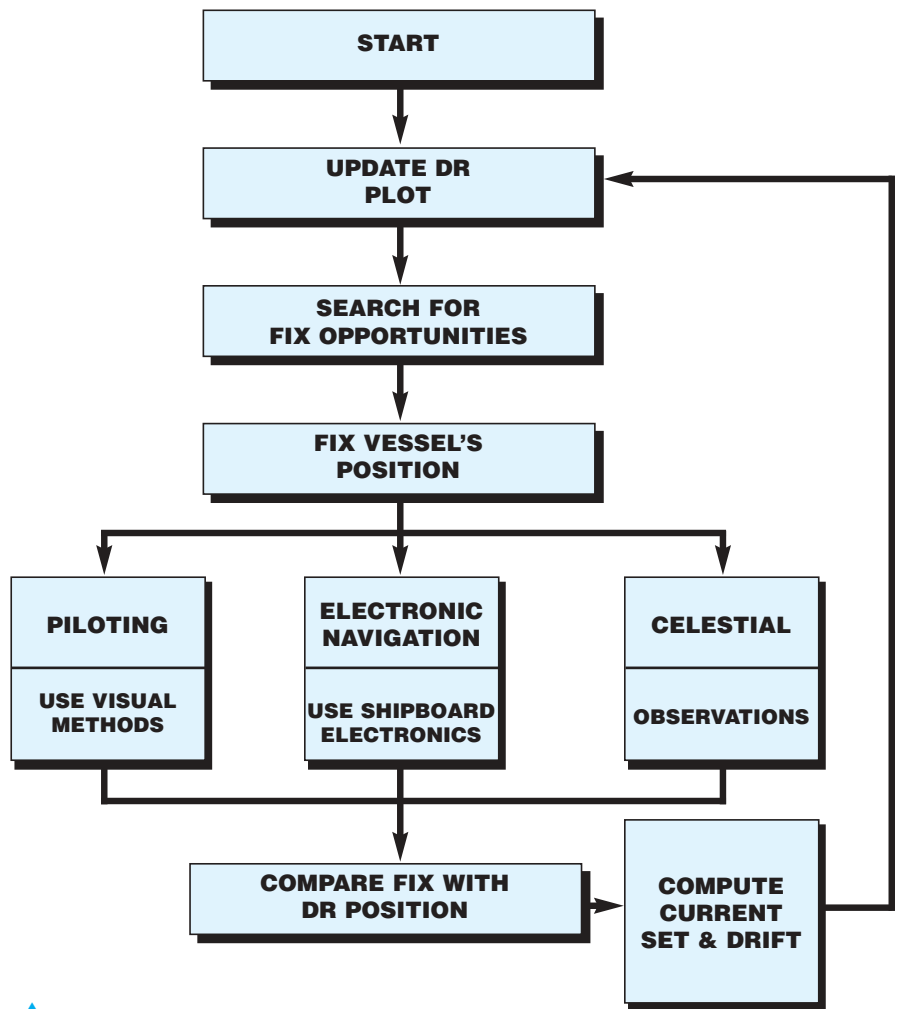 START
UPDATE DR
PLOT
SEARCH FOR
FIX OPPORTUNITIES
FIX VESSEL’S
POSITION
PILOTING
USE VISUAL
METHODS
ELECTRONIC
NAVIGATION
USE SHIPBOARD
ELECTRONICS
CELESTIAL
OBSERVATIONS
COMPARE FIX WITH
DR POSITION
COMPUTE
CURRENT
SET & DRIFT